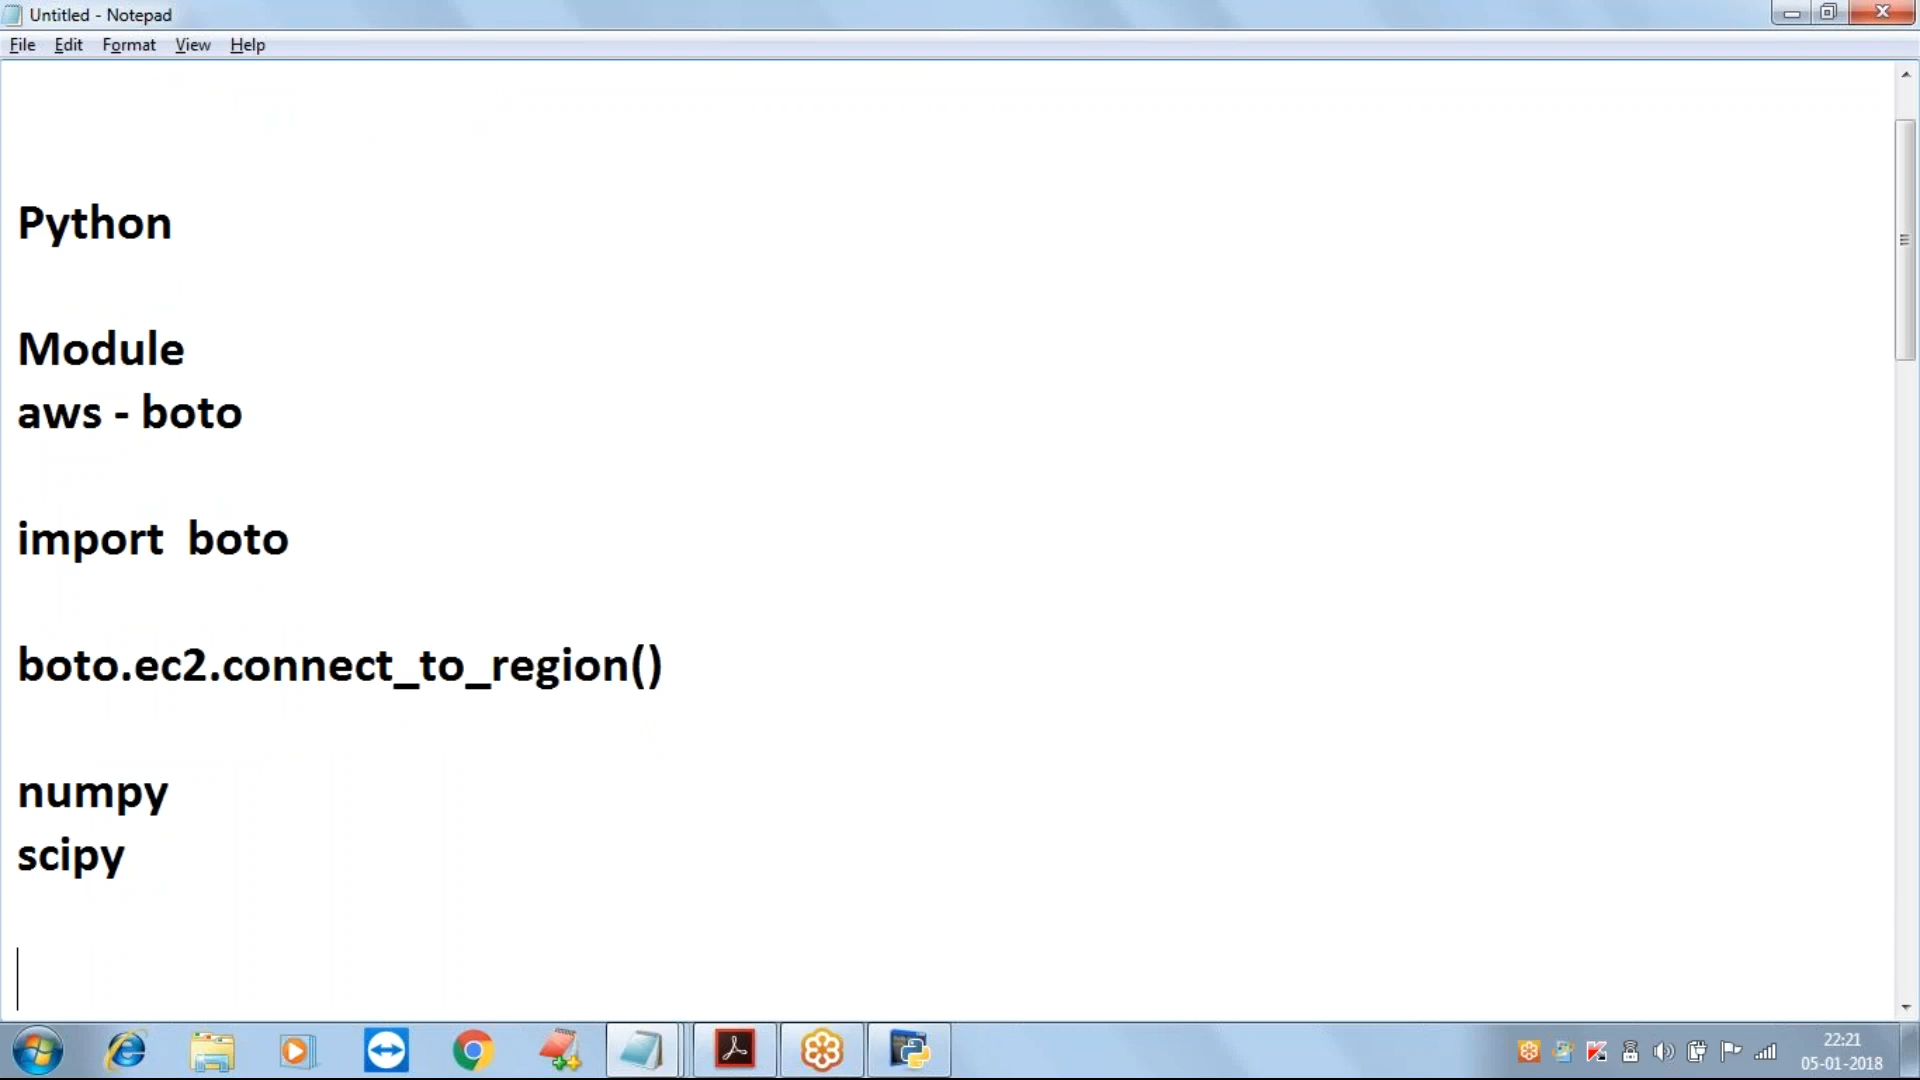 Untitled - Notepad
File Edit Format View Help
Python
Module
aws - boto
import  boto
boto.ec2.connect_to_region()
numpy
scipy
22:21
05-01-2018